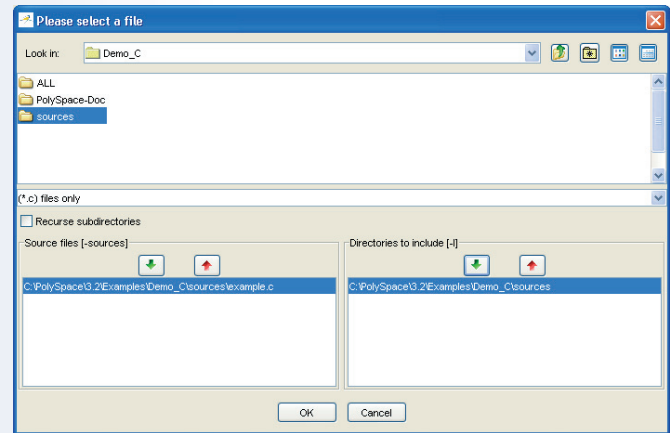 Please select a file
Look in: Demo_C
ALL
PolySpace-Doc
sources
(*.c) files only
Recurse subdirectories
Source files [-sources]
Directories to include [-I]
C:\PolySpace\3.2\Examples\Demo_C\sources\example.c
C:\PolySpace\3.2\Examples\Demo_C\sources
OK Cancel